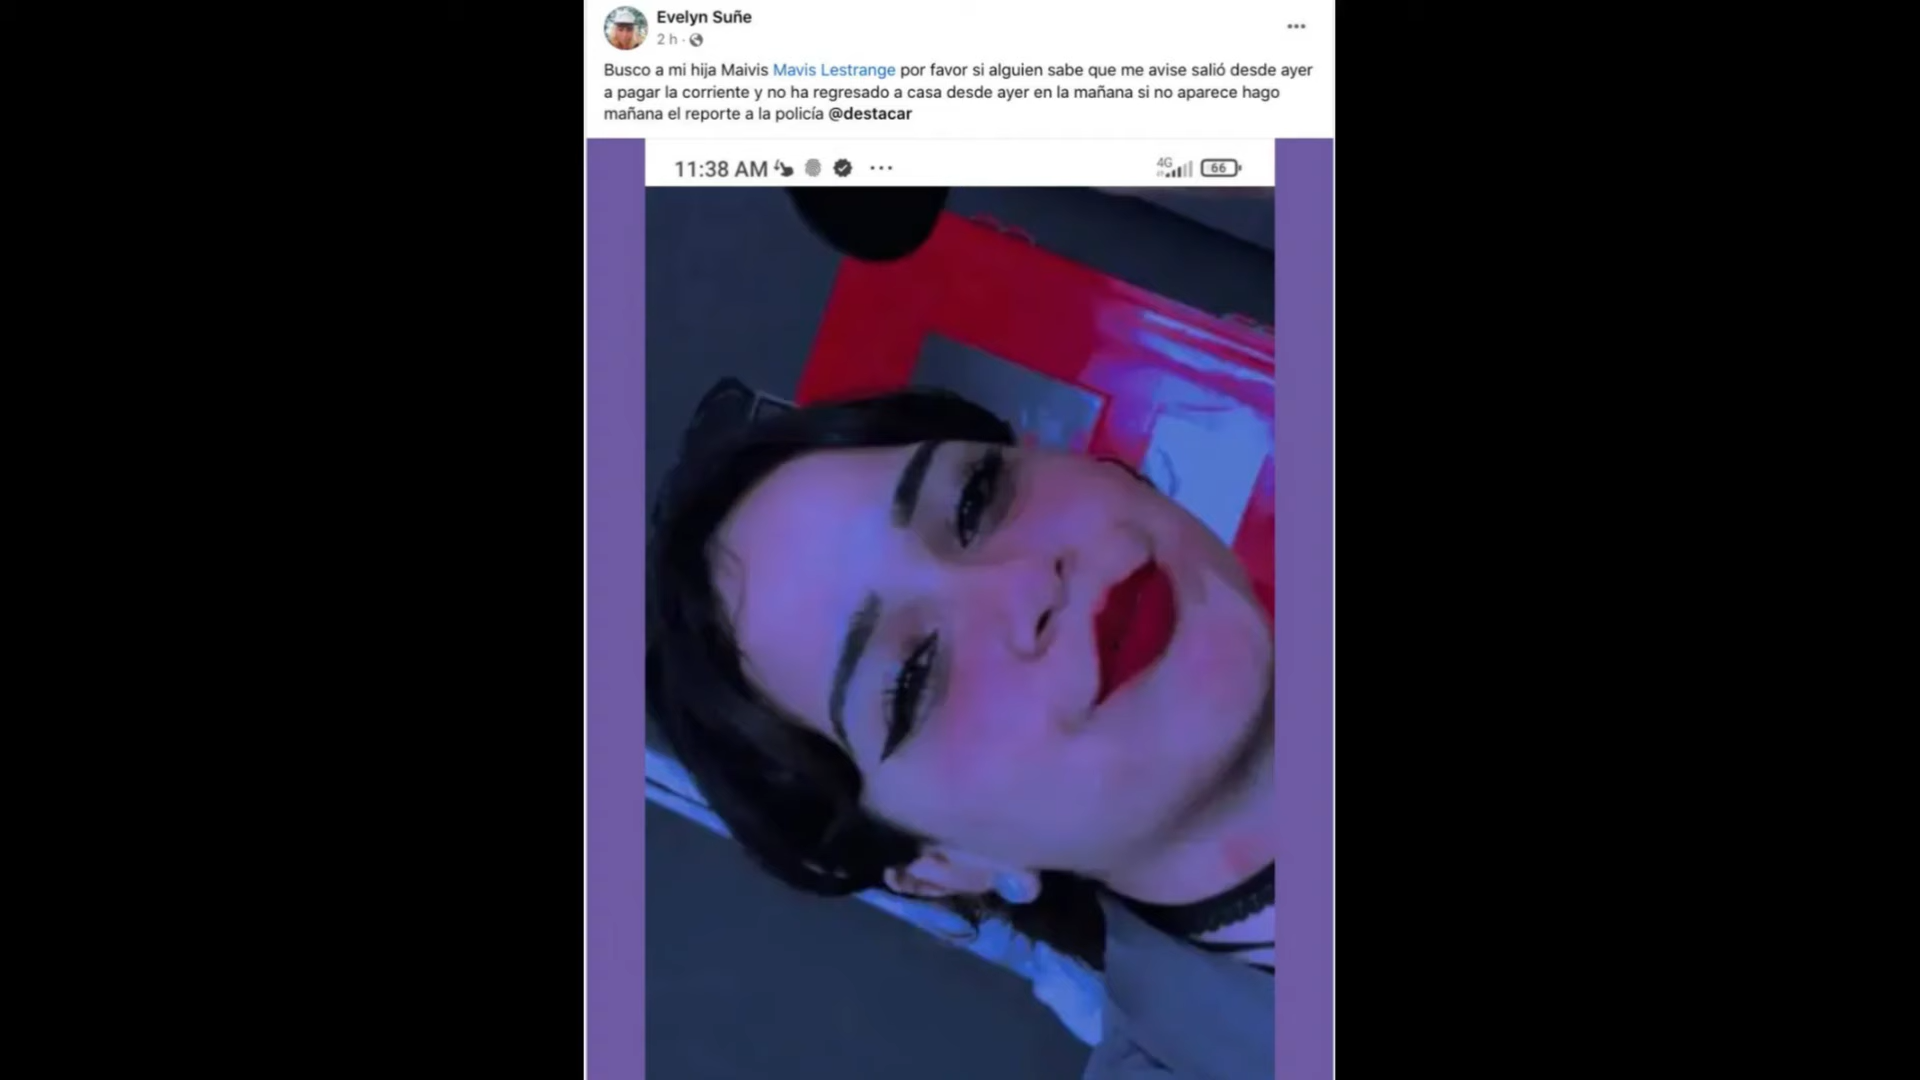 Evelyn Suñe
2 h ·
Busco a mi hija Maivis Mavis Lestrange por favor si alguien sabe que me avise salió desde ayer
a pagar la corriente y no ha regresado a casa desde ayer en la mañana si no aparece hago
mañana el reporte a la policía @destacar
11:38 AM
4G
66